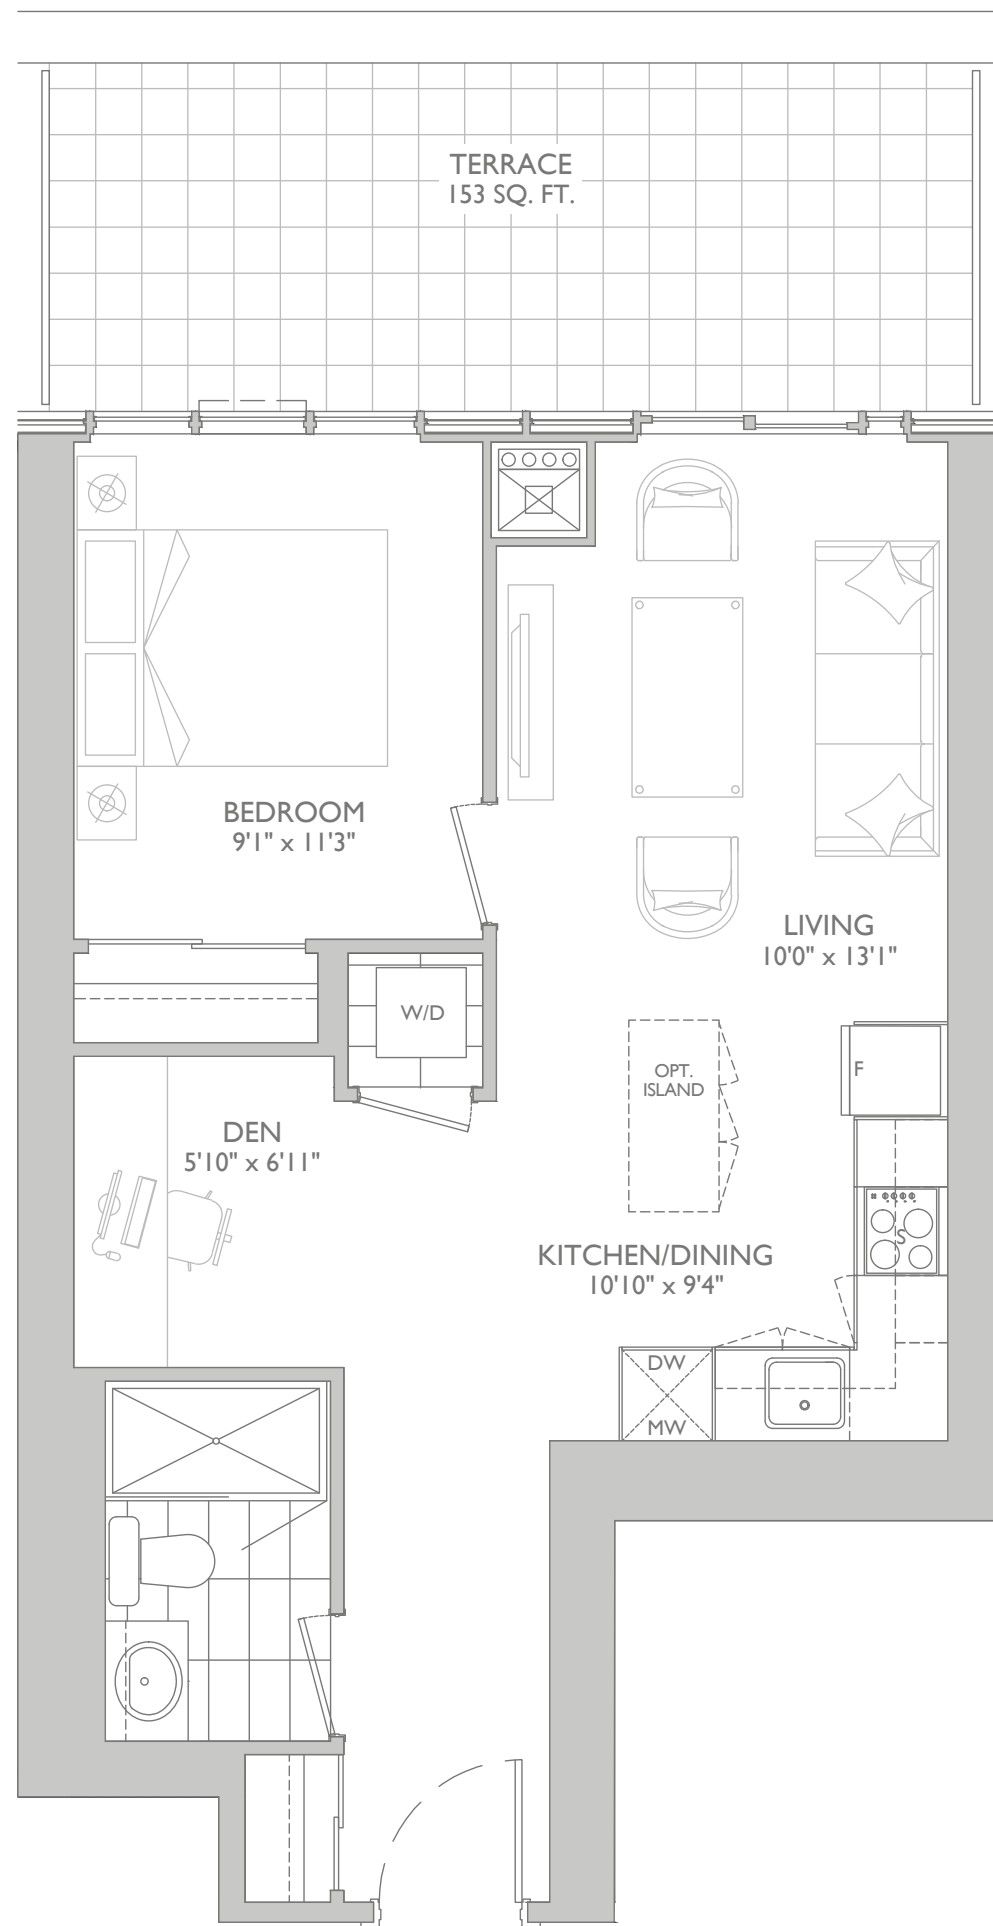 TERRACE
153 SQ. FT.
BEDROOM
9'1" x 11'3"
LIVING
10'0" x 13'1"
W/D
OPT.
ISLAND
F
DEN
5'10" x 6'11"
S
KITCHEN/DINING
10'10" x 9'4"
DW
MW